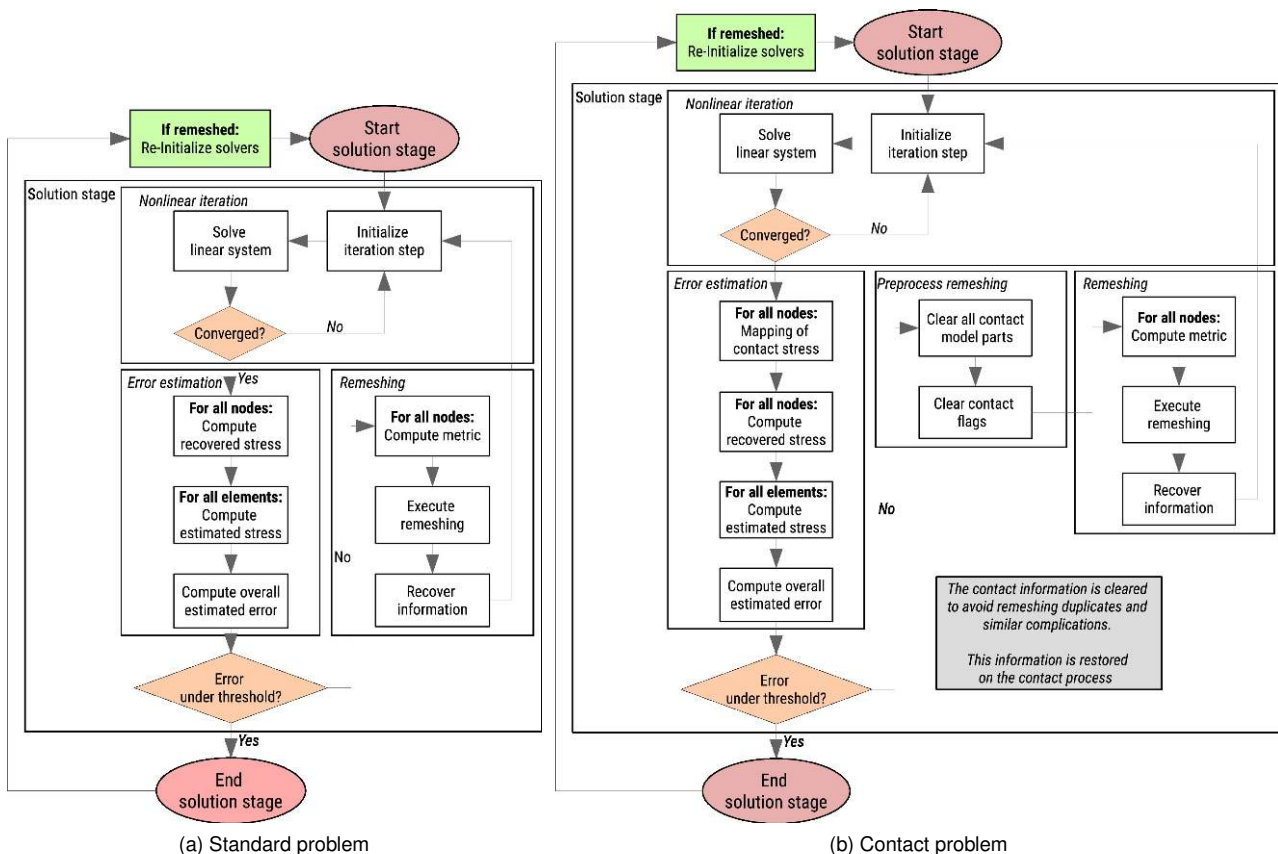 If remeshed:
Re-Initialize solvers
Start
solution stage
Solution stage
Nonlinear iteration
Solve
linear system
Initialize
iteration step
Converged?
No
Error estimation
Yes
For all nodes:
Compute
recovered stress
For all elements:
Compute
estimated stress
Compute overall
estimated error
No
Remeshing
For all nodes:
Compute metric
Execute
remeshing
Recover
information
Error
under threshold?
Yes
End
solution stage
(a) Standard problem
If remeshed:
Re-Initialize solvers
Start
solution stage
Solution stage
Nonlinear iteration
Solve
linear system
Initialize
iteration step
Converged?
No
Error estimation
For all nodes:
Mapping of
contact stress
For all nodes:
Compute
recovered stress
For all elements:
Compute
estimated stress
Compute overall
estimated error
No
Preprocess remeshing
Clear all contact
model parts
Clear contact
flags
Remeshing
For all nodes:
Compute metric
Execute
remeshing
Recover
information
The contact information is cleared
to avoid remeshing duplicates and
similar complications.
This information is restored
on the contact process
Error
under threshold?
Yes
End
solution stage
(b) Contact problem